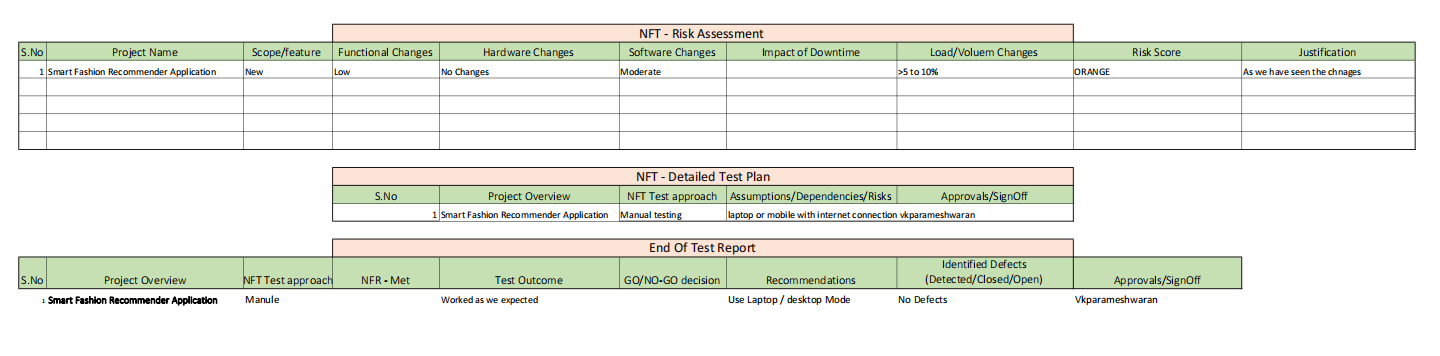 NFT - Risk Assessment
S.No Project Name Scope/feature Functional Changes Hardware Changes Software Changes Impact of Downtime Load/Voluem Changes Risk Score Justification
1 Smart Fashion Recommender Application New Low No Changes Moderate >5 to 10% ORANGE As we have seen the chnages
NFT - Detailed Test Plan
S.No Project Overview NFT Test approach Assumptions/Dependencies/Risks Approvals/SignOff
1 Smart Fashion Recommender Application Manual testing laptop or mobile with internet connection vkparameshwaran
End Of Test Report
S.No Project Overview NFT Test approach NFR - Met Test Outcome GO/NO-GO decision Recommendations Identified Defects
(Detected/Closed/Open) Approvals/SignOff
1 Smart Fashion Recommender Application Manule Worked as we expected Use Laptop / desktop Mode No Defects Vkparameshwaran